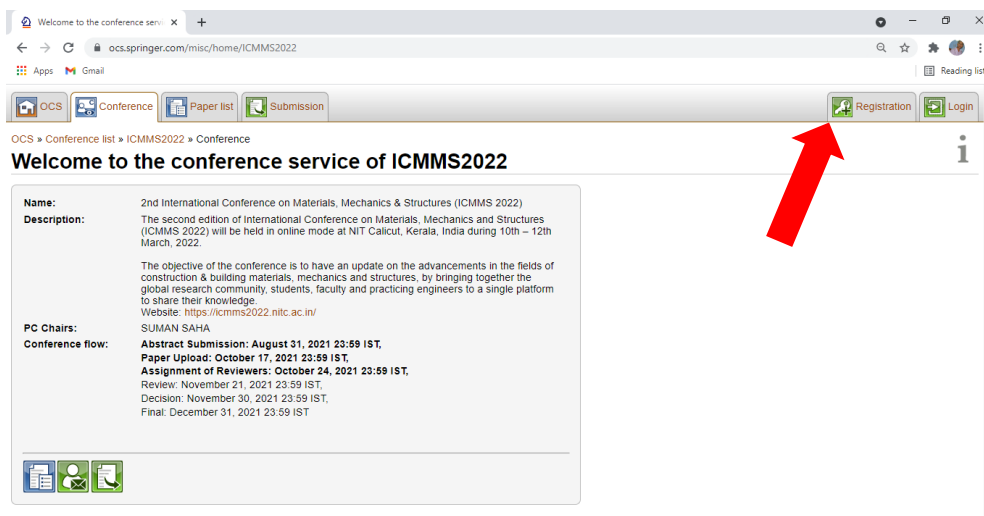 Welcome to the conference servi
ocs.springer.com/misc/home/ICMMS2022
Apps Gmail Reading list
OCS Conference Paper list Submission Registration Login
OCS » Conference list » ICMMS2022 » Conference
Welcome to the conference service of ICMMS2022
Name: 2nd International Conference on Materials, Mechanics & Structures (ICMMS 2022)
Description: The second edition of International Conference on Materials, Mechanics and Structures
(ICMMS 2022) will be held in online mode at NIT Calicut, Kerala, India during 10th – 12th
March, 2022.
The objective of the conference is to have an update on the advancements in the fields of
construction & building materials, mechanics and structures, by bringing together the
global research community, students, faculty and practicing engineers to a single platform
to share their knowledge.
Website: https://icmms2022.nitc.ac.in/
PC Chairs: SUMAN SAHA
Conference flow: Abstract Submission: August 31, 2021 23:59 IST,
Paper Upload: October 17, 2021 23:59 IST,
Assignment of Reviewers: October 24, 2021 23:59 IST,
Review: November 21, 2021 23:59 IST,
Decision: November 30, 2021 23:59 IST,
Final: December 31, 2021 23:59 IST